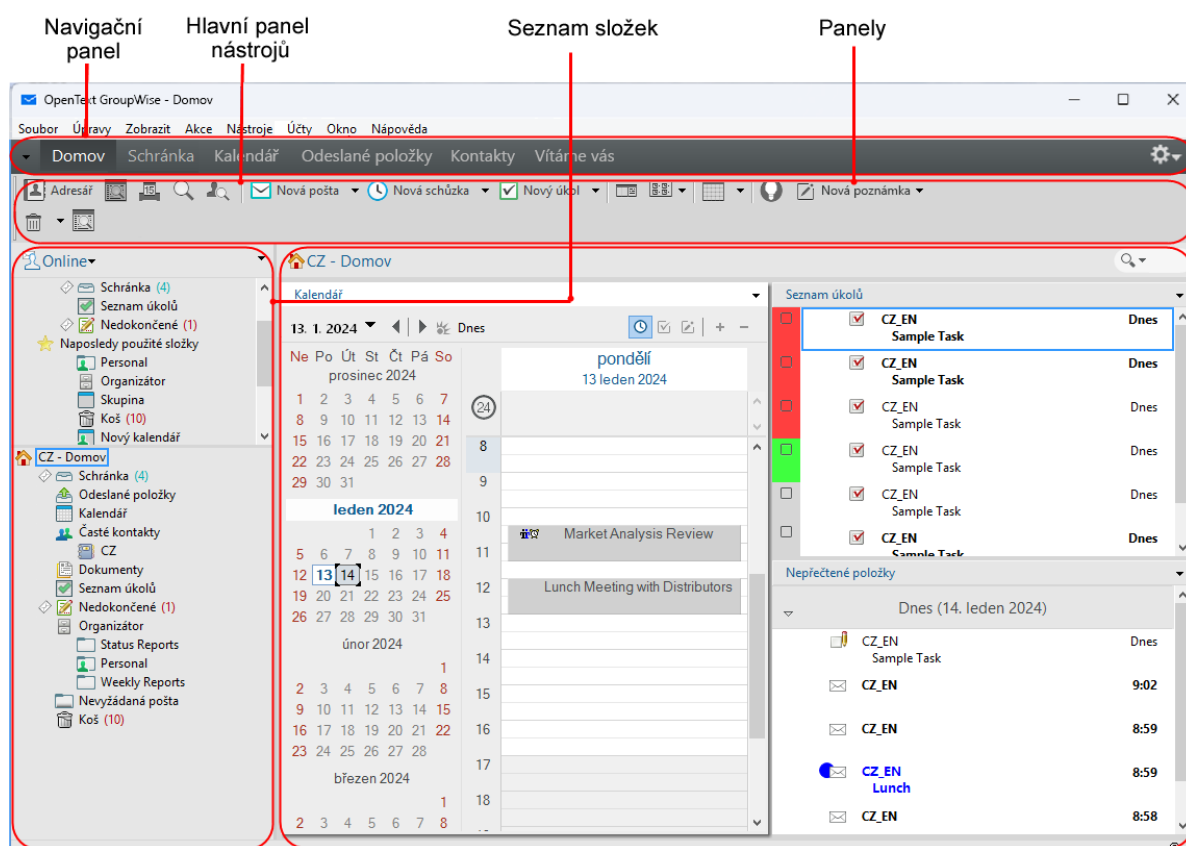 Navigační panel
Hlavní panel nástrojů
Seznam složek
Panely
OpenText GroupWise - Domov
Soubor Úpravy Zobrazit Akce Nástroje Účty Okno Nápověda
Domov Schránka Kalendář Odeslané položky Kontakty Vítáme vás
Adresář 15 Nová pošta Nová schůzka Nový úkol Nová poznámka
Online
Schránka (4)
Seznam úkolů
Nedokončené (1)
Naposledy použité složky
Personal
Organizátor
Skupina
Koš (10)
Nový kalendář
CZ - Domov
Schránka (4)
Odeslané položky
Kalendář
Časté kontakty
CZ
Dokumenty
Seznam úkolů
Nedokončené (1)
Organizátor
Status Reports
Personal
Weekly Reports
Nevyžádaná pošta
Koš (10)
CZ - Domov
Kalendář
13. 1. 2024 Dnes
Ne Po Út St Čt Pá So
prosinec 2024
1 2 3 4 5 6 7
8 9 10 11 12 13 14
15 16 17 18 19 20 21
22 23 24 25 26 27 28
29 30 31
leden 2024
1 2 3 4
5 6 7 8 9 10 11
12 13 14 15 16 17 18
19 20 21 22 23 24 25
26 27 28 29 30 31
únor 2024
1
2 3 4 5 6 7 8
9 10 11 12 13 14 15
16 17 18 19 20 21 22
23 24 25 26 27 28
březen 2024
1
2 3 4 5 6 7 8
pondělí
13 leden 2024
24
8
9
10
Market Analysis Review
11
12
Lunch Meeting with Distributors
13
14
15
16
17
18
Seznam úkolů
CZ_EN Dnes
Sample Task
CZ_EN Dnes
Sample Task
CZ_EN Dnes
Sample Task
CZ_EN Dnes
Sample Task
CZ_EN Dnes
Sample Task
CZ_EN Dnes
Sample Task
Nepřečtené položky
Dnes (14. leden 2024)
CZ_EN Dnes
Sample Task
CZ_EN 9:02
CZ_EN 8:59
CZ_EN 8:59
Lunch
CZ_EN 8:58